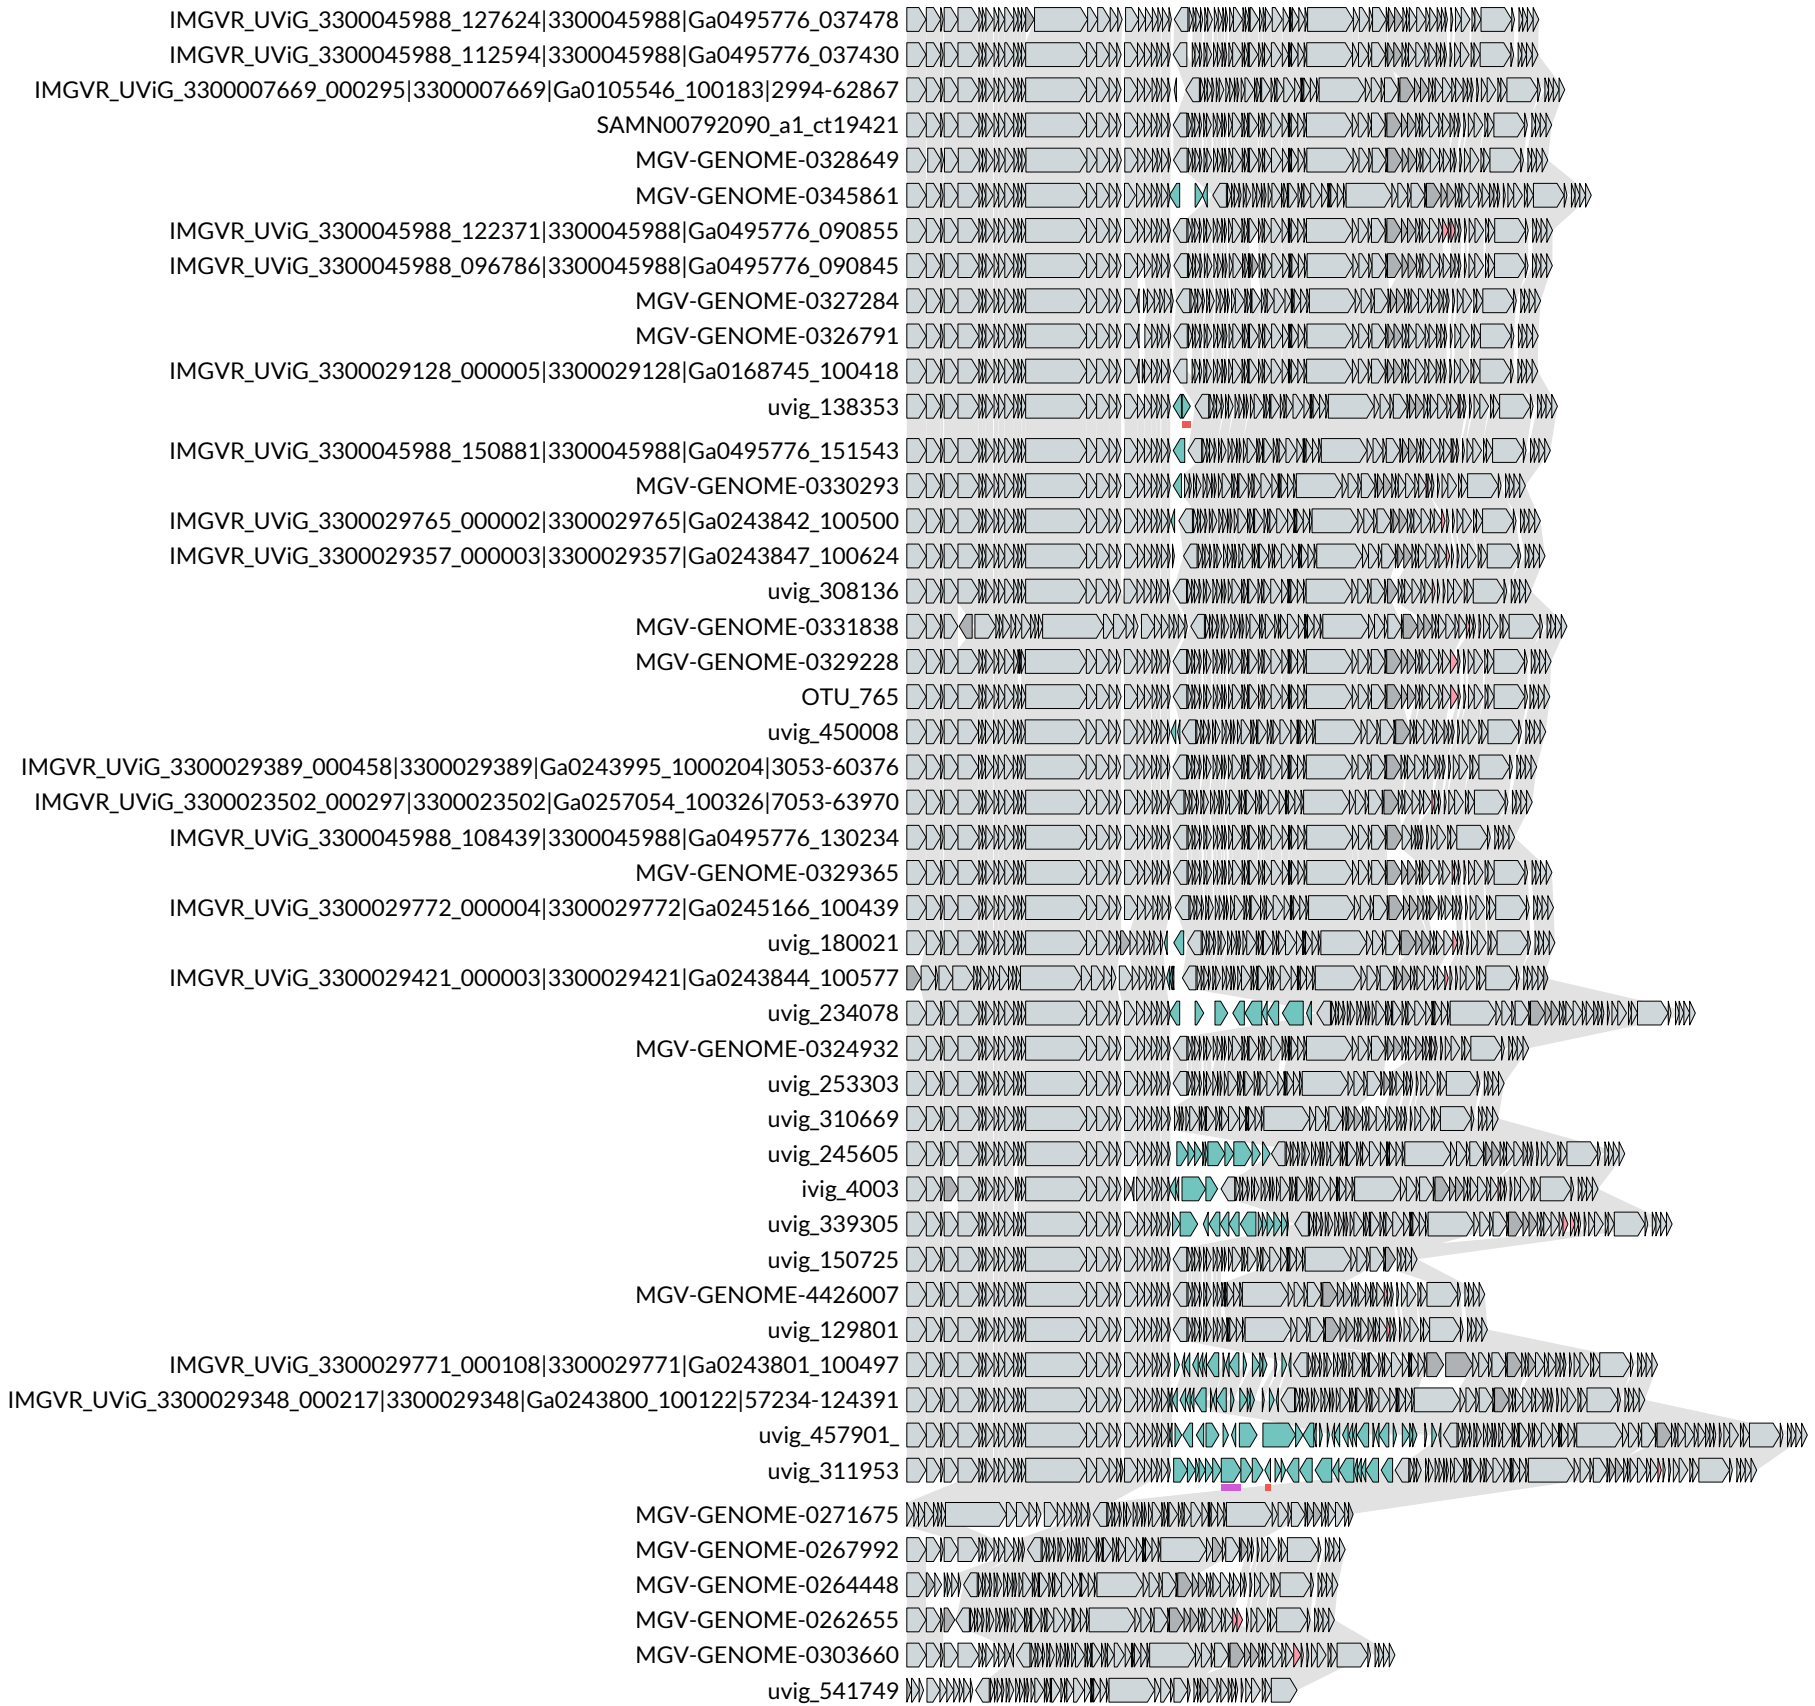 IMGVR_UViG_3300045988_127624|3300045988|Ga0495776_037478
IMGVR_UViG_3300045988_112594|3300045988|Ga0495776_037430
IMGVR_UViG_3300007669_000295|3300007669|Ga0105546_100183|2994-62867
SAMN00792090_a1_ct19421
MGV-GENOME-0328649
MGV-GENOME-0345861
IMGVR_UViG_3300045988_122371|3300045988|Ga0495776_090855
IMGVR_UViG_3300045988_096786|3300045988|Ga0495776_090845
MGV-GENOME-0327284
MGV-GENOME-0326791
IMGVR_UViG_3300029128_000005|3300029128|Ga0168745_100418
uvig_138353
IMGVR_UViG_3300045988_150881|3300045988|Ga0495776_151543
MGV-GENOME-0330293
IMGVR_UViG_3300029765_000002|3300029765|Ga0243842_100500
IMGVR_UViG_3300029357_000003|3300029357|Ga0243847_100624
uvig_308136
MGV-GENOME-0331838
MGV-GENOME-0329228
OTU_765
uvig_450008
IMGVR_UViG_3300029389_000458|3300029389|Ga0243995_1000204|3053-60376
IMGVR_UViG_3300023502_000297|3300023502|Ga0257054_100326|7053-63970
IMGVR_UViG_3300045988_108439|3300045988|Ga0495776_130234
MGV-GENOME-0329365
IMGVR_UViG_3300029772_000004|3300029772|Ga0245166_100439
uvig_180021
IMGVR_UViG_3300029421_000003|3300029421|Ga0243844_100577
uvig_234078
MGV-GENOME-0324932
uvig_253303
uvig_310669
uvig_245605
ivig_4003
uvig_339305
uvig_150725
MGV-GENOME-4426007
uvig_129801
IMGVR_UViG_3300029771_000108|3300029771|Ga0243801_100497
IMGVR_UViG_3300029348_000217|3300029348|Ga0243800_100122|57234-124391
uvig_457901_
uvig_311953
MGV-GENOME-0271675
MGV-GENOME-0267992
MGV-GENOME-0264448
MGV-GENOME-0262655
MGV-GENOME-0303660
uvig_541749